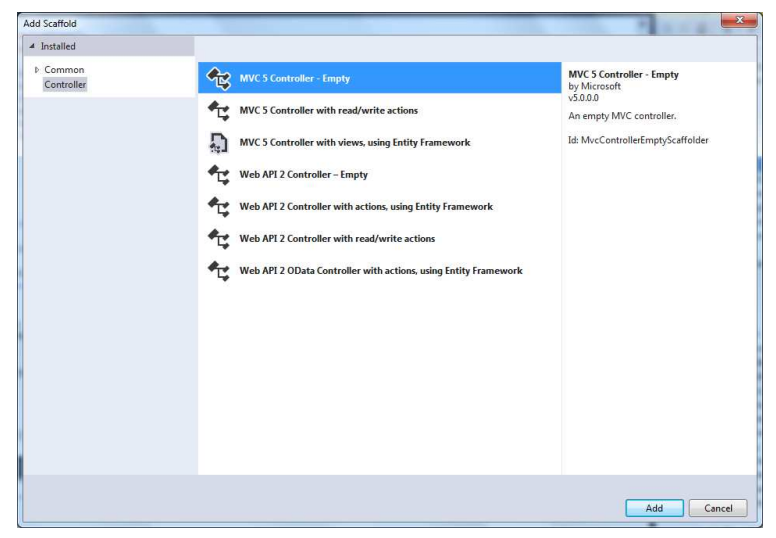 Add Scaffold
Installed
Common
Controller
MVC 5 Controller - Empty
MVC 5 Controller with read/write actions
MVC 5 Controller with views, using Entity Framework
Web API 2 Controller – Empty
Web API 2 Controller with actions, using Entity Framework
Web API 2 Controller with read/write actions
Web API 2 OData Controller with actions, using Entity Framework
MVC 5 Controller - Empty
by Microsoft
v5.0.0.0
An empty MVC controller.
Id: MvcControllerEmptyScaffolder
Add
Cancel